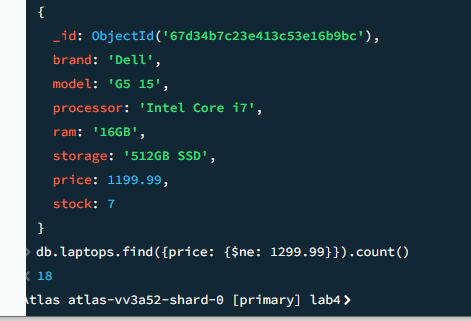 {
_id: ObjectId('67d34b7c23e413c53e16b9bc'),
brand: 'Dell',
model: 'G5 15',
processor: 'Intel Core i7',
ram: '16GB',
storage: '512GB SSD',
price: 1199.99,
stock: 7
}
> db.laptops.find({price: {$ne: 1299.99}}).count()
< 18
Atlas atlas-vv3a52-shard-0 [primary] lab4>